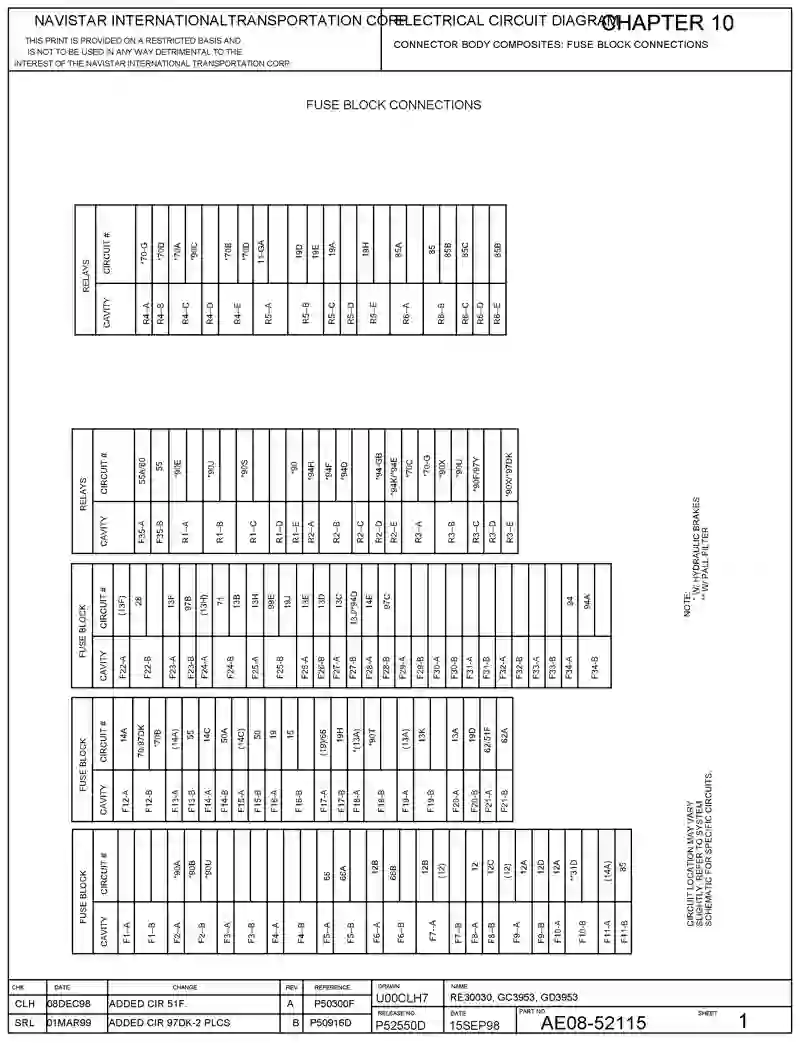 NAVISTAR INTERNATIONALTRANSPORTATION CORP.
THIS PRINT IS PROVIDED ON A RESTRICTED BASIS AND
IS NOT TO BE USED IN ANY WAY DETRIMENTAL TO THE
INTEREST OF THE NAVISTAR INTERNATIONAL TRANSPORTATION CORP.
ELECTRICAL CIRCUIT DIAGRAM
CHAPTER 10
CONNECTOR BODY COMPOSITES: FUSE BLOCK CONNECTIONS
FUSE BLOCK CONNECTIONS
RELAYS
CAVITY CIRCUIT #
R4--A *70-G
R4--B *70D
R4--C *70A
*90C
R4--D
R4--E *70B
*70D
R5--A 11-GA
R5--B 19D
19E
R5--C 19A
R5--D
R5--E 19H
R6--A 85A
R6--B 85
85B
R6--C 85C
R6--D
R6--E 85B
RELAYS
CAVITY CIRCUIT #
F35-A 55A/80
F35-B 55
R1--A *90E
R1--B *90U
R1--C *90S
R1--D
R1--E *90
R2--A *94H
R2--B *94F
*94D
R2--C
R2--D *94-GB
R2--E *94K/*94E
R3--A *70C
*70-G
R3--B *90X
*90U
R3--C *90F/97Y
R3--D
R3--E *90X/*97DK
FUSE BLOCK
CAVITY CIRCUIT #
F22-A (13F)
F22-B 28
F23-A 13F
F23-B 97B
F24-A (13H)
F24-B 71
13B
F25-A 13H
F25-B 99E
19J
F26-A 13E
F26-B 13D
F27-A 13C
F27-B 13J/*94D
F28-A 14E
F28-B 97C
F29-A
F29-B
F30-A
F30-B
F31-A
F31-B
F32-A
F32-B
F33-A
F33-B
F34-A 94
F34-B 94A
FUSE BLOCK
CAVITY CIRCUIT #
F12-A 14A
F12-B 70/97DK
*70B
F13-A (14A)
F13-B 55
F14-A 14C
F14-B 50A
F15-A (14C)
F15-B 50
F16-A 19
F16-B 15
F17-A (19)/66
F17-B 19H
F18-A *(13A)
F18-B *90T
F19-A (13A)
F19-B 13K
F20-A 13A
F20-B 19D
F21-A 62/51F
F21-B 62A
FUSE BLOCK
CAVITY CIRCUIT #
F1--A
F1--B
F2--A *90A
F2--B *90B
*90U
F3--A
F3--B
F4--A
F4--B
F5--A 66
F5--B 66A
F6--A 12B
F6--B 66B
F7--A 12B
(12)
F7--B
F8--A 12
F8--B 12C
F9--A (12)
12A
F9--B 12D
F10-A 12A
F10-B **31D
F11-A (14A)
F11-B 85
NOTE:
* W/ HYDRAULIC BRAKES
** W/ PALL FILTER
CIRCUIT LOCATION MAY VARY
SLIGHTLY. REFER TO SYSTEM
SCHEMATIC FOR SPECIFIC CIRCUITS.
CHK DATE CHANGE REV REFERENCE
CLH 08DEC98 ADDED CIR 51F. A P50300F
SRL 01MAR99 ADDED CIR 97DK-2 PLCS B P50916D
DRAWN
U00CLH7
RELEASE NO.
P52550D
NAME
RE30030, GC3953, GD3953
DATE
15SEP98
PART NO.
AE08-52115
SHEET 1